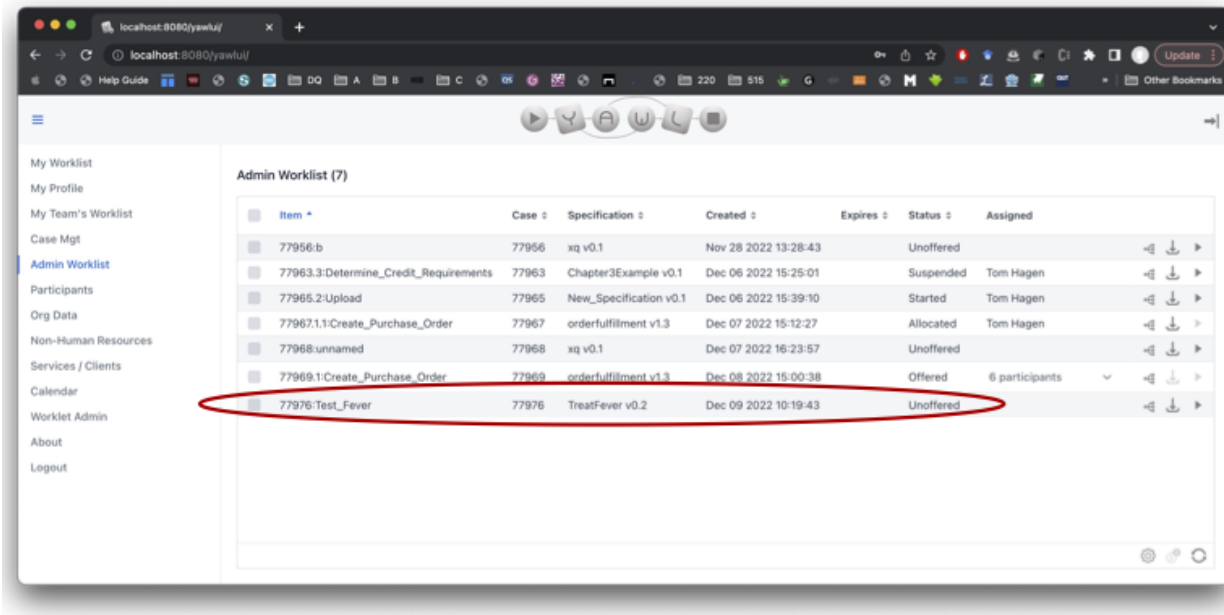 localhost:8080/yawlui/
localhost:8080/yawlui/
Update
Help Guide DQ A B C QS G 220 515 G M Other Bookmarks
YAWL
My Worklist
My Profile
My Team's Worklist
Case Mgt
Admin Worklist
Participants
Org Data
Non-Human Resources
Services / Clients
Calendar
Worklet Admin
About
Logout
Admin Worklist (7)
Item Case Specification Created Expires Status Assigned
77956:b 77956 xq v0.1 Nov 28 2022 13:28:43 Unoffered
77963.3:Determine_Credit_Requirements 77963 Chapter3Example v0.1 Dec 06 2022 15:25:01 Suspended Tom Hagen
77965.2:Upload 77965 New_Specification v0.1 Dec 06 2022 15:39:10 Started Tom Hagen
77967.1.1:Create_Purchase_Order 77967 orderfulfillment v1.3 Dec 07 2022 15:12:27 Allocated Tom Hagen
77968:unnamed 77968 xq v0.1 Dec 07 2022 16:23:57 Unoffered
77969.1:Create_Purchase_Order 77969 orderfulfillment v1.3 Dec 08 2022 15:00:38 Offered 6 participants
77976:Test_Fever 77976 TreatFever v0.2 Dec 09 2022 10:19:43 Unoffered